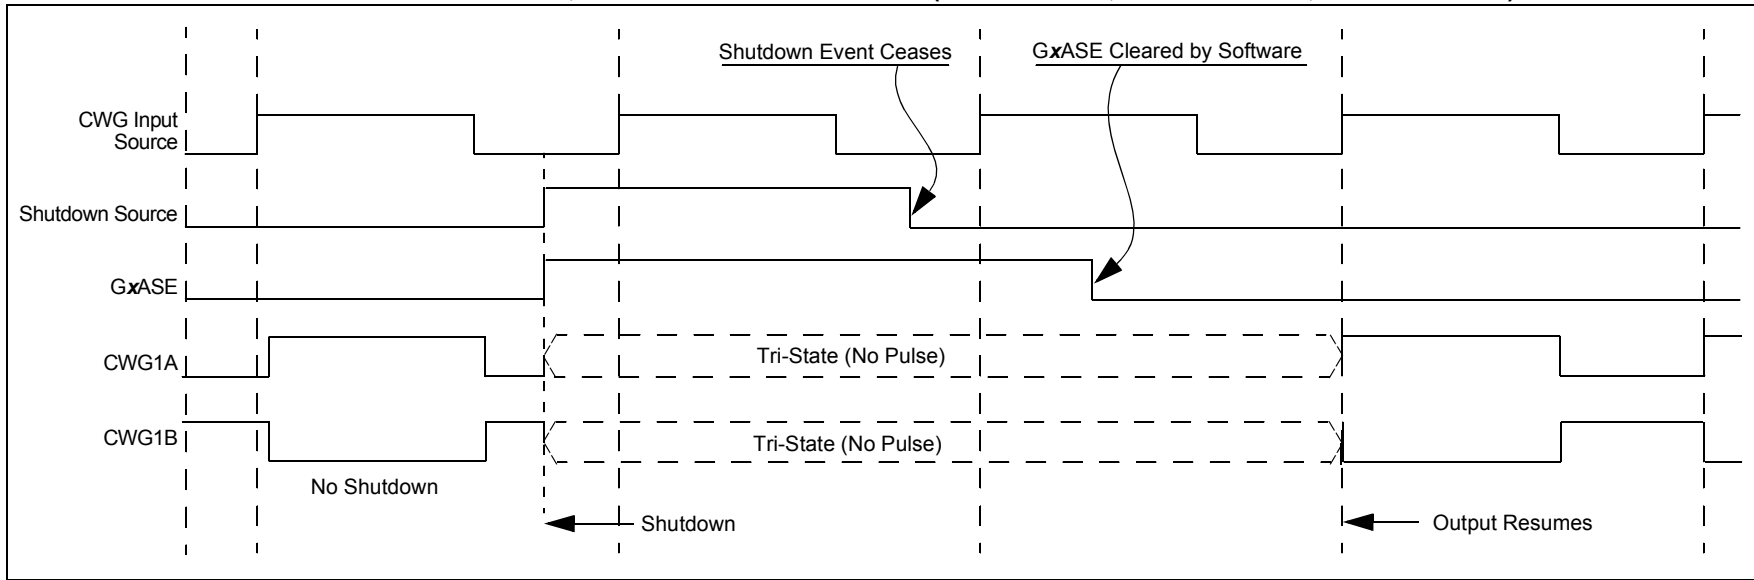 Shutdown Event Ceases
GxASE Cleared by Software
CWG Input
Source
Shutdown Source
GxASE
CWG1A
Tri-State (No Pulse)
CWG1B
Tri-State (No Pulse)
No Shutdown
Shutdown
Output Resumes